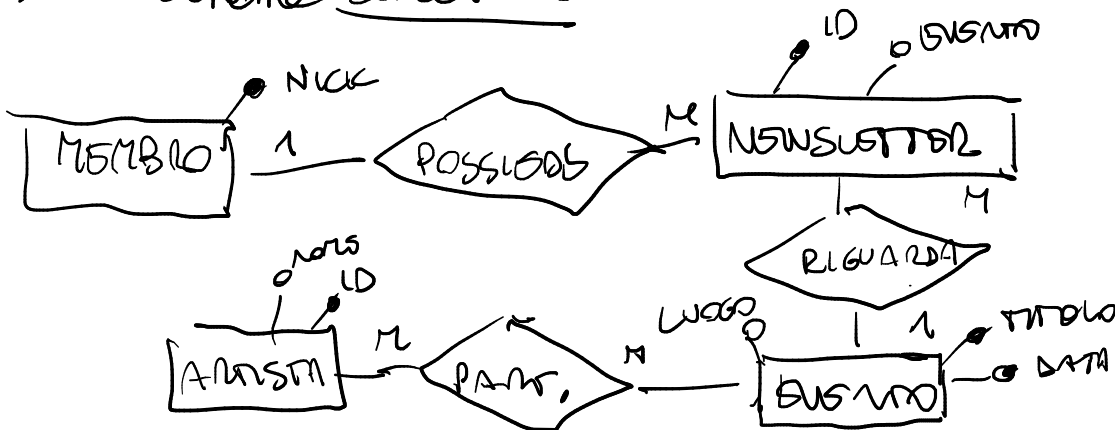 ID
EVENTO
NICK
MEMBRO 1 POSSIEDE M NEWSLETTER
M
RIGUARDA
NOME
ID
LUOGO 1 TITOLO
ARTISTA M PART. M EVENTO DATA